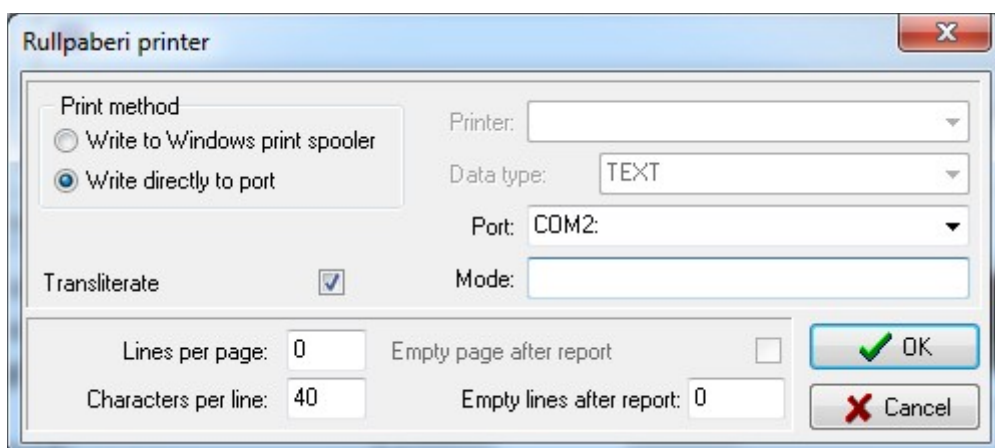 Rullpaberi printer
Print method
Write to Windows print spooler
Write directly to port
Printer:
Data type: TEXT
Port: COM2:
Transliterate
Mode:
Lines per page: 0
Empty page after report
Characters per line: 40
Empty lines after report: 0
OK
Cancel